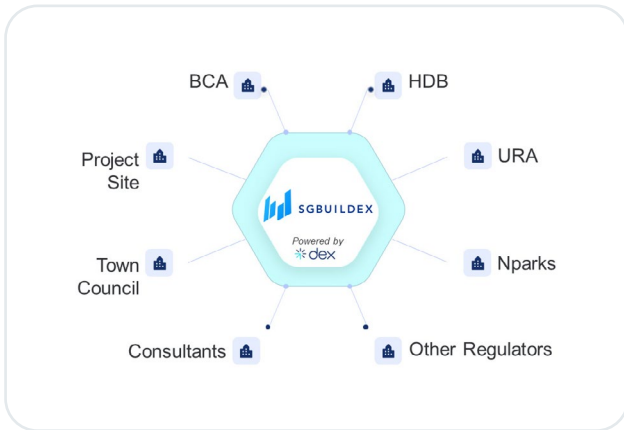 BCA
HDB
Project
Site
URA
SGBUILDEX
Powered by
dex
Town
Council
Nparks
Consultants
Other Regulators